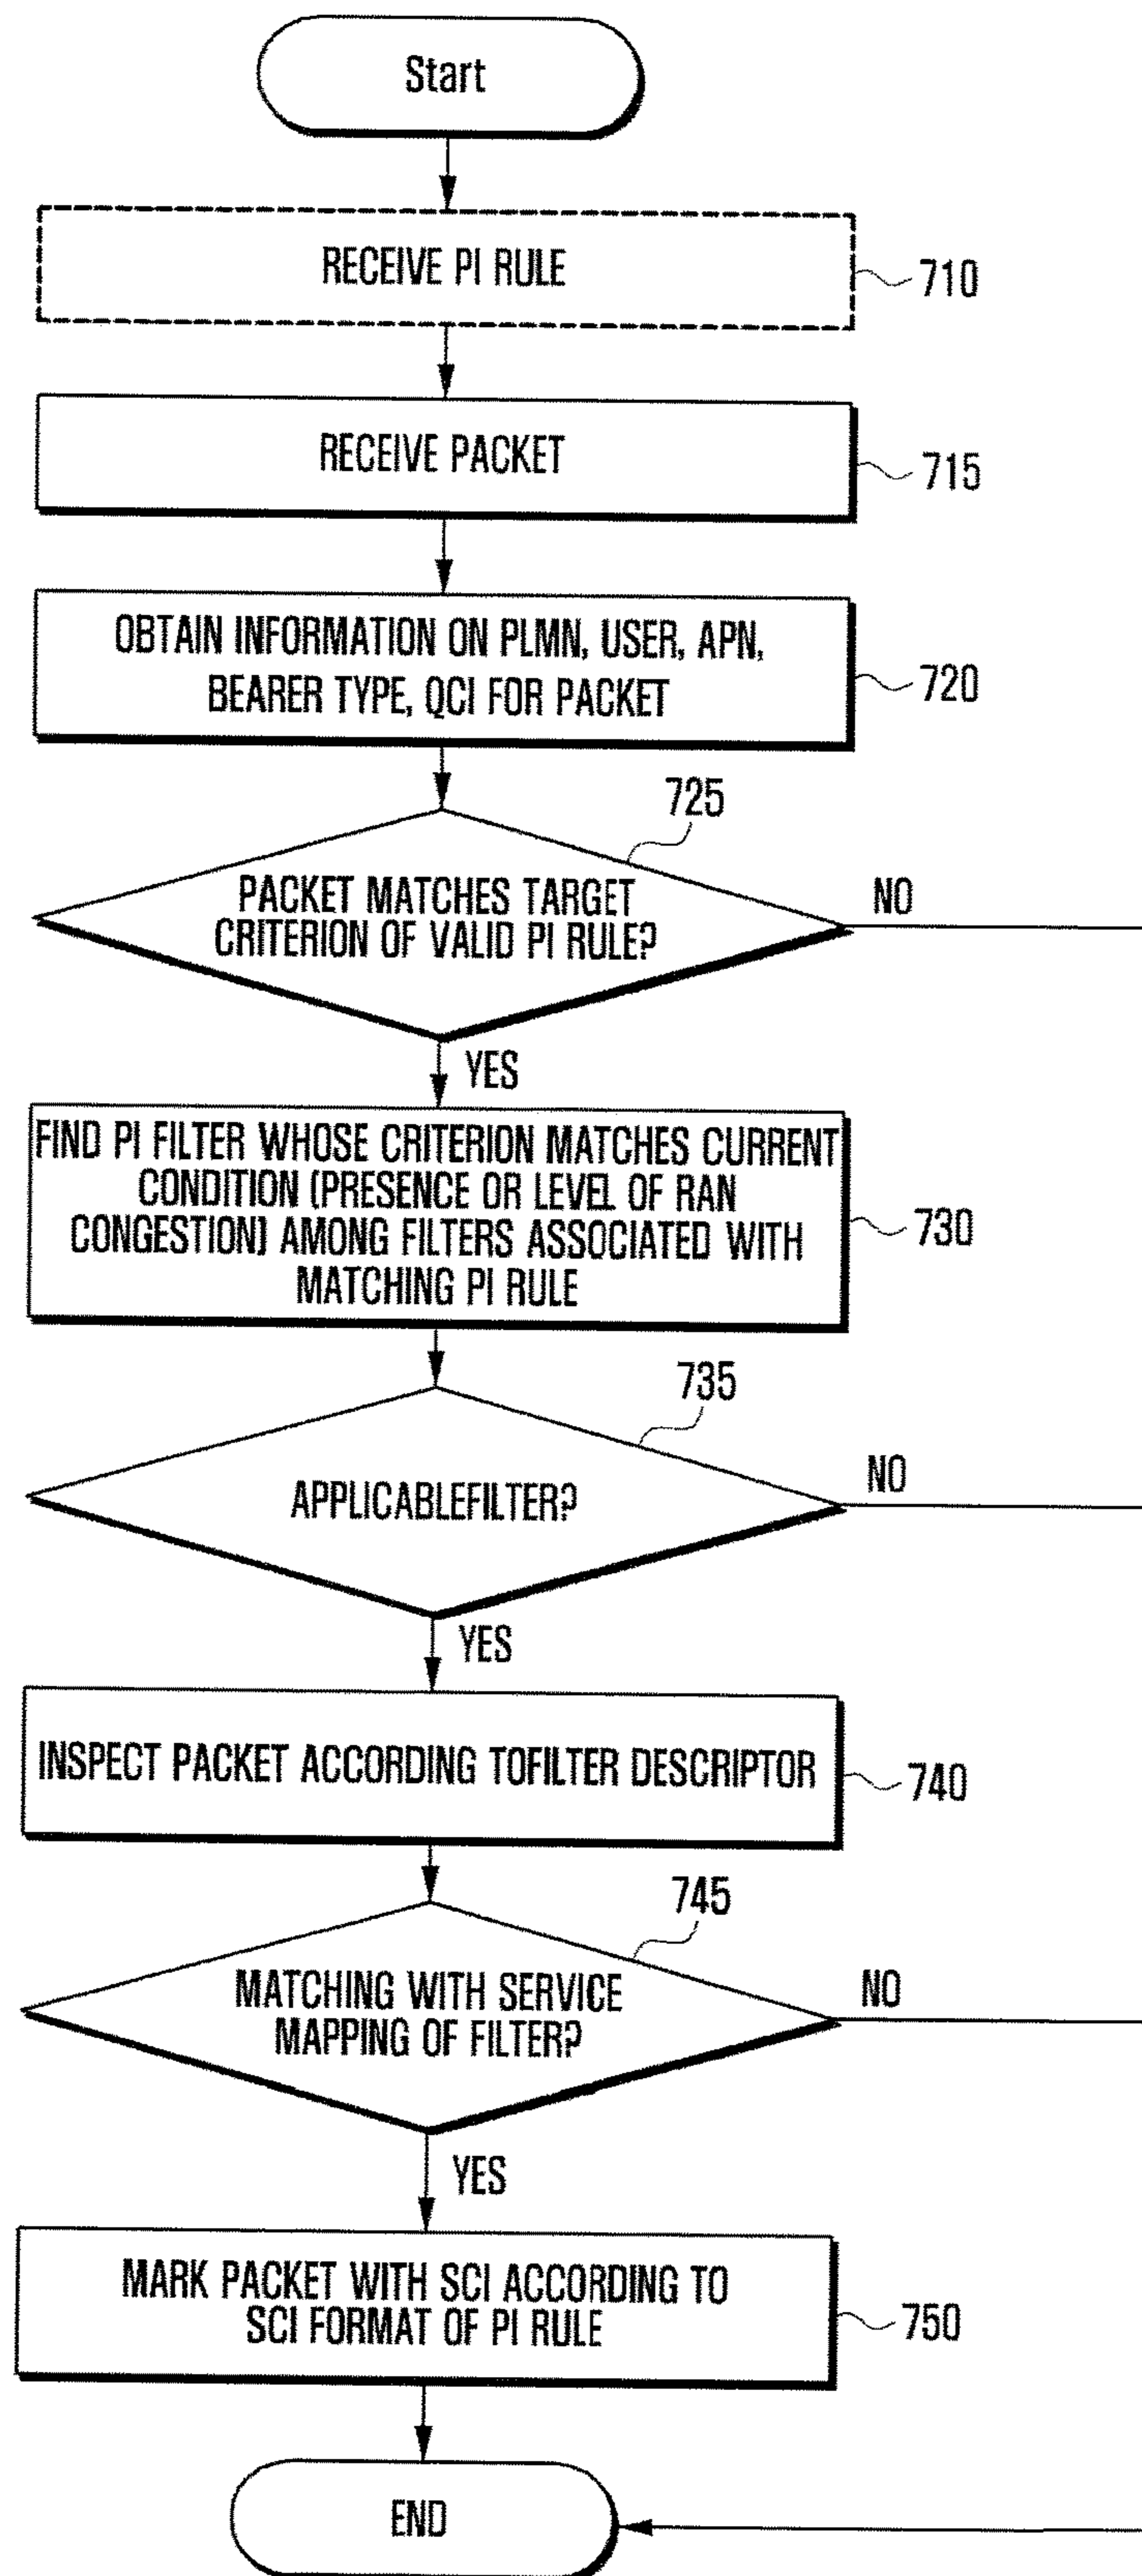 Start
RECEIVE PI RULE
710
RECEIVE PACKET
715
OBTAIN INFORMATION ON PLMN, USER, APN,
BEARER TYPE, QCI FOR PACKET
720
725
PACKET MATCHES TARGET
CRITERION OF VALID PI RULE?
NO
YES
FIND PI FILTER WHOSE CRITERION MATCHES CURRENT
CONDITION (PRESENCE OR LEVEL OF RAN
CONGESTION) AMONG FILTERS ASSOCIATED WITH
MATCHING PI RULE
730
735
APPLICABLEFILTER?
NO
YES
INSPECT PACKET ACCORDING TOFILTER DESCRIPTOR
740
745
MATCHING WITH SERVICE
MAPPING OF FILTER?
NO
YES
MARK PACKET WITH SCI ACCORDING TO
SCI FORMAT OF PI RULE
750
END